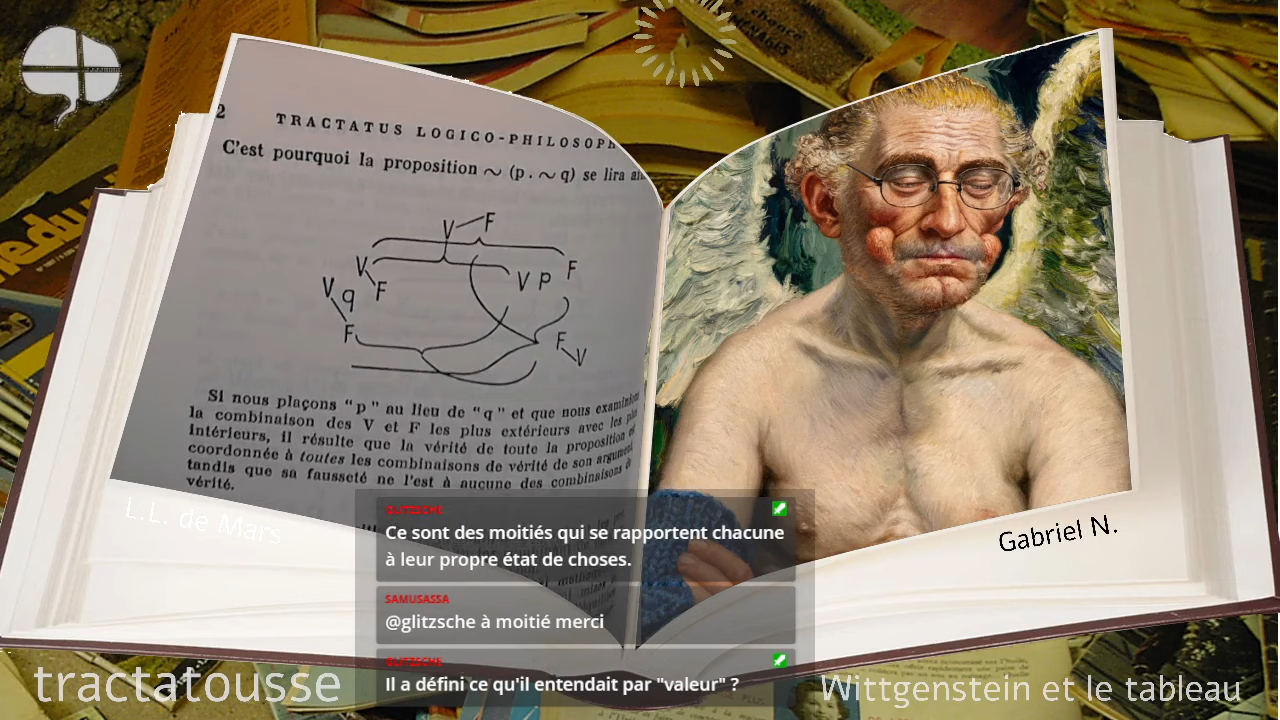 2 TRACTATUS LOGICO-PHILOSOPH
C'est pourquoi la proposition ∼ (p . ∼ q) se lira
V F
V F V p F
V q
F F V
Si nous plaçons "p" au lieu de "q" et que nous examinions
la combinaison des V et F les plus extérieurs avec les plus
intérieurs, il résulte que la vérité de toute la proposition
coordonnée à toutes les combinaisons de vérité de son argument
tandis que sa fausseté ne l'est à aucune des combinaisons
vérité.
L.L. de Mars
Gabriel N.
GLITZSCHE
Ce sont des moitiés qui se rapportent chacune
à leur propre état de choses.
SAMUSASSA
@glitzsche à moitié merci
GLITZSCHE
Il a défini ce qu'il entendait par "valeur" ?
tractatousse
Wittgenstein et le tableau